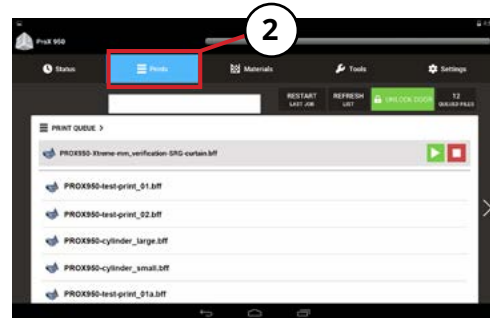 2
ProX 950
Status
Prints
Materials
Tools
Settings
RESTART LAST JOB
REFRESH LIST
UNLOCK DOOR
12 QUEUED FILES
PRINT QUEUE >
PROX950-Xtreme-mm_verification-SRG-curtain.bff
PROX950-test-print_01.bff
PROX950-test-print_02.bff
PROX950-cylinder_large.bff
PROX950-cylinder_small.bff
PROX950-test-print_01a.bff